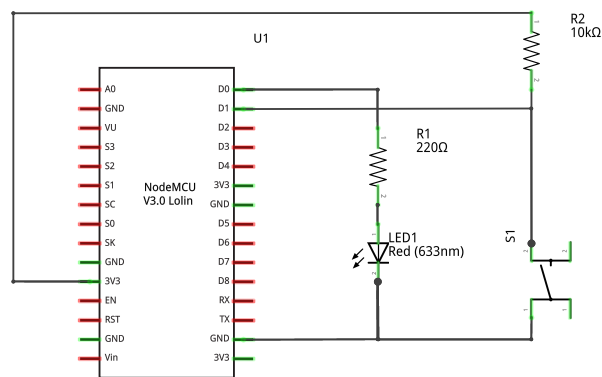 R2
10kΩ
U1
1
2
A0
GND
VU
S3
S2
S1
SC
S0
SK
GND
3V3
EN
RST
GND
Vin
NodeMCU
V3.0 Lolin
D0
D1
D2
D3
D4
3V3
GND
D5
D6
D7
D8
RX
TX
GND
3V3
R1
220Ω
1
2
LED1
Red (633nm)
1
2
S1
2
2
1
1